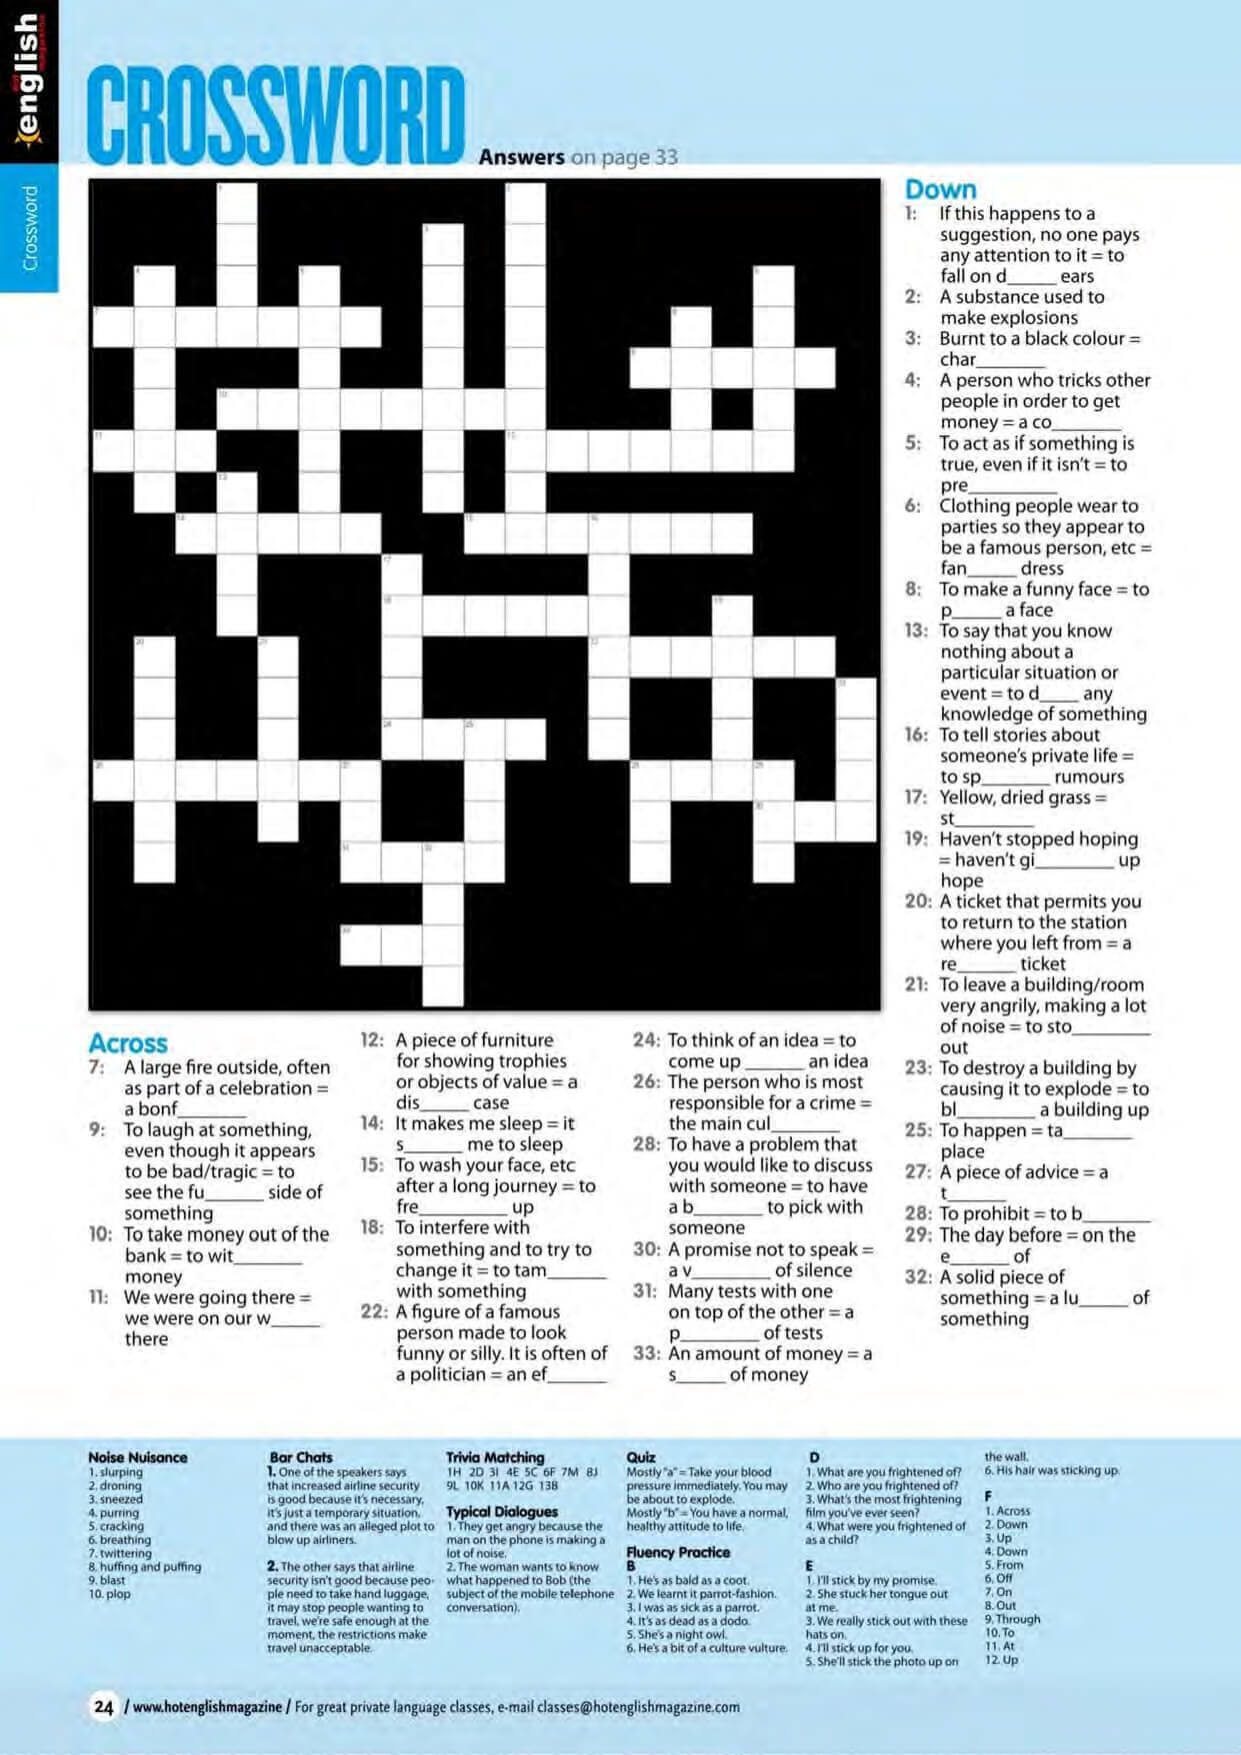 english
magazine
Crossword
CROSSWORD
Answers on page 33
Down
1: If this happens to a
suggestion, no one pays
any attention to it = to
fall on d_____ ears
2: A substance used to
make explosions
3: Burnt to a black colour =
char_______
4: A person who tricks other
people in order to get
money = a co_______
5: To act as if something is
true, even if it isn't = to
pre_________
6: Clothing people wear to
parties so they appear to
be a famous person, etc =
fan_____ dress
8: To make a funny face = to
p_____ a face
13: To say that you know
nothing about a
particular situation or
event = to d____ any
knowledge of something
16: To tell stories about
someone's private life =
to sp_______ rumours
17: Yellow, dried grass =
st________
19: Haven't stopped hoping
= haven't gi________ up
hope
20: A ticket that permits you
to return to the station
where you left from = a
re______ ticket
21: To leave a building/room
very angrily, making a lot
of noise = to sto________
out
23: To destroy a building by
causing it to explode = to
bl________ a building up
25: To happen = ta_______
place
27: A piece of advice = a
t______
28: To prohibit = to b_______
29: The day before = on the
e______ of
32: A solid piece of
something = a lu_____ of
something
Across
7: A large fire outside, often
as part of a celebration =
a bonf_______
9: To laugh at something,
even though it appears
to be bad/tragic = to
see the fu______ side of
something
10: To take money out of the
bank = to wit_______
money
11: We were going there =
we were on our w_____
there
12: A piece of furniture
for showing trophies
or objects of value = a
dis_____ case
14: It makes me sleep = it
s______ me to sleep
15: To wash your face, etc
after a long journey = to
fre_________ up
18: To interfere with
something and to try to
change it = to tam______
with something
22: A figure of a famous
person made to look
funny or silly. It is often of
a politician = an ef______
24: To think of an idea = to
come up ______ an idea
26: The person who is most
responsible for a crime =
the main cul_______
28: To have a problem that
you would like to discuss
with someone = to have
a b_______ to pick with
someone
30: A promise not to speak =
a v________ of silence
31: Many tests with one
on top of the other = a
p________ of tests
33: An amount of money = a
s_____ of money
Noise Nuisance
1. slurping
2. droning
3. sneezed
4. purring
5. cracking
6. breathing
7. twittering
8. huffing and puffing
9. blast
10. plop
Bar Chats
1. One of the speakers says
that increased airline security
is good because it's necessary,
it's just a temporary situation,
and there was an alleged plot to
blow up airliners.
2. The other says that airline
security isn't good because peo-
ple need to take hand luggage,
it may stop people wanting to
travel, we're safe enough at the
moment, the restrictions make
travel unacceptable.
Trivia Matching
1H 2D 3I 4E 5C 6F 7M 8J
9L 10K 11A 12G 13B
Typical Dialogues
1. They get angry because the
man on the phone is making a
lot of noise.
2. The woman wants to know
what happened to Bob (the
subject of the mobile telephone
conversation).
Quiz
Mostly "a" = Take your blood
pressure immediately. You may
be about to explode.
Mostly "b" = You have a normal,
healthy attitude to life.
Fluency Practice
B
1. He's as bald as a coot.
2. We learnt it parrot-fashion.
3. I was as sick as a parrot.
4. It's as dead as a dodo.
5. She's a night owl.
6. He's a bit of a culture vulture.
D
1. What are you frightened of?
2. Who are you frightened of?
3. What's the most frightening
film you've ever seen?
4. What were you frightened of
as a child?
E
1. I'll stick by my promise.
2. She stuck her tongue out
at me.
3. We really stick out with these
hats on.
4. I'll stick up for you.
5. She'll stick the photo up on
the wall.
6. His hair was sticking up.
F
1. Across
2. Down
3. Up
4. Down
5. From
6. Off
7. On
8. Out
9. Through
10. To
11. At
12. Up
24 / www.hotenglishmagazine / For great private language classes, e-mail classes@hotenglishmagazine.com